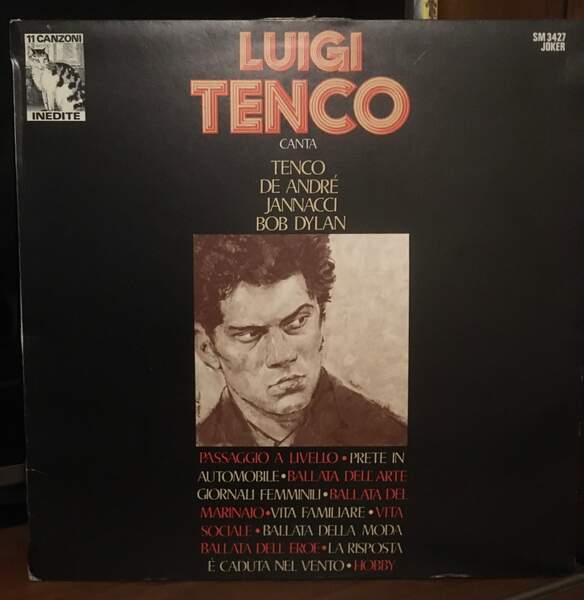 11 CANZONI
INEDITE
SM 3427
JOKER
LUIGI
TENCO
CANTA
TENCO
DE ANDRÉ
JANNACCI
BOB DYLAN
PASSAGGIO A LIVELLO • PRETE IN
AUTOMOBILE • BALLATA DELL'ARTE
GIORNALI FEMMINILI • BALLATA DEL
MARINAIO • VITA FAMILIARE • VITA
SOCIALE • BALLATA DELLA MODA
BALLATA DELL'EROE • LA RISPOSTA
È CADUTA NEL VENTO • HOBBY